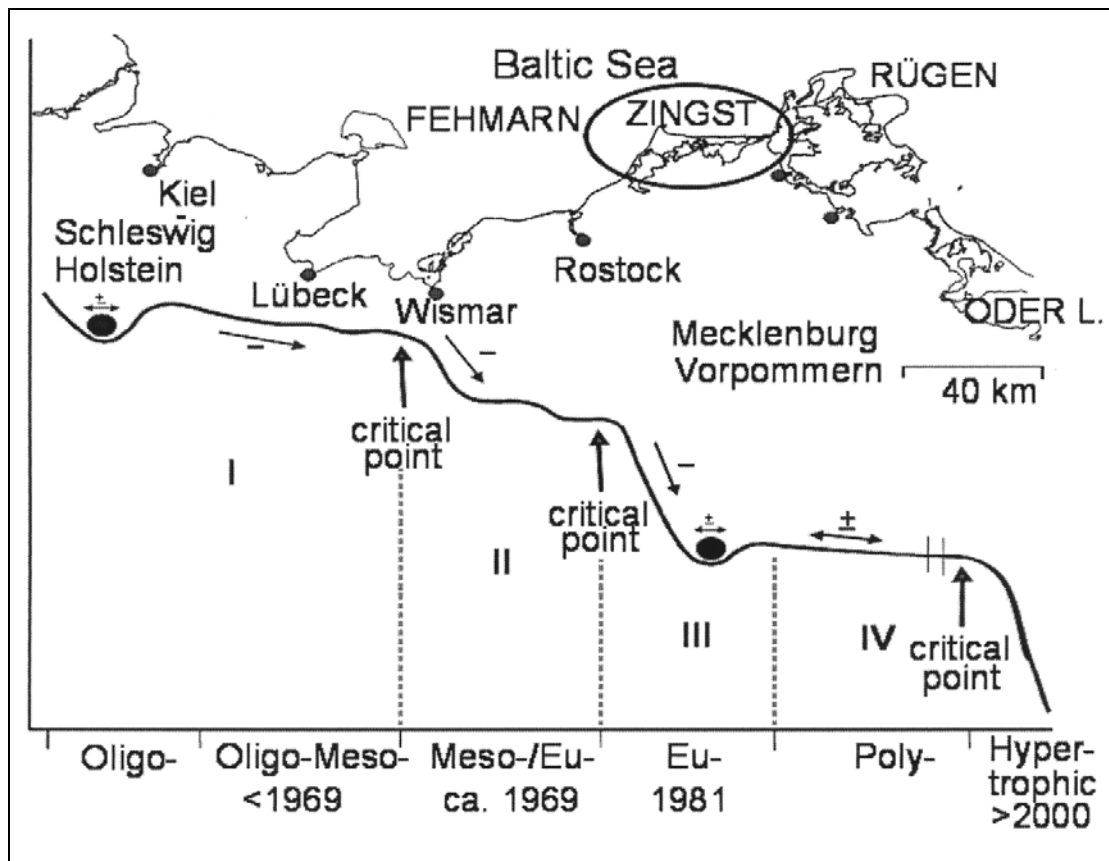 Baltic Sea
RÜGEN
FEHMARN
ZINGST
Kiel
Schleswig
Holstein
Lübeck
Wismar
Rostock
Mecklenburg
Vorpommern
ODER L.
40 km
±
−
−
critical
point
critical
point
−
±
±
critical
point
I
II
III
IV
Oligo-
Oligo-Meso-
<1969
Meso-/Eu-
ca. 1969
Eu-
1981
Poly-
Hyper-
trophic
>2000